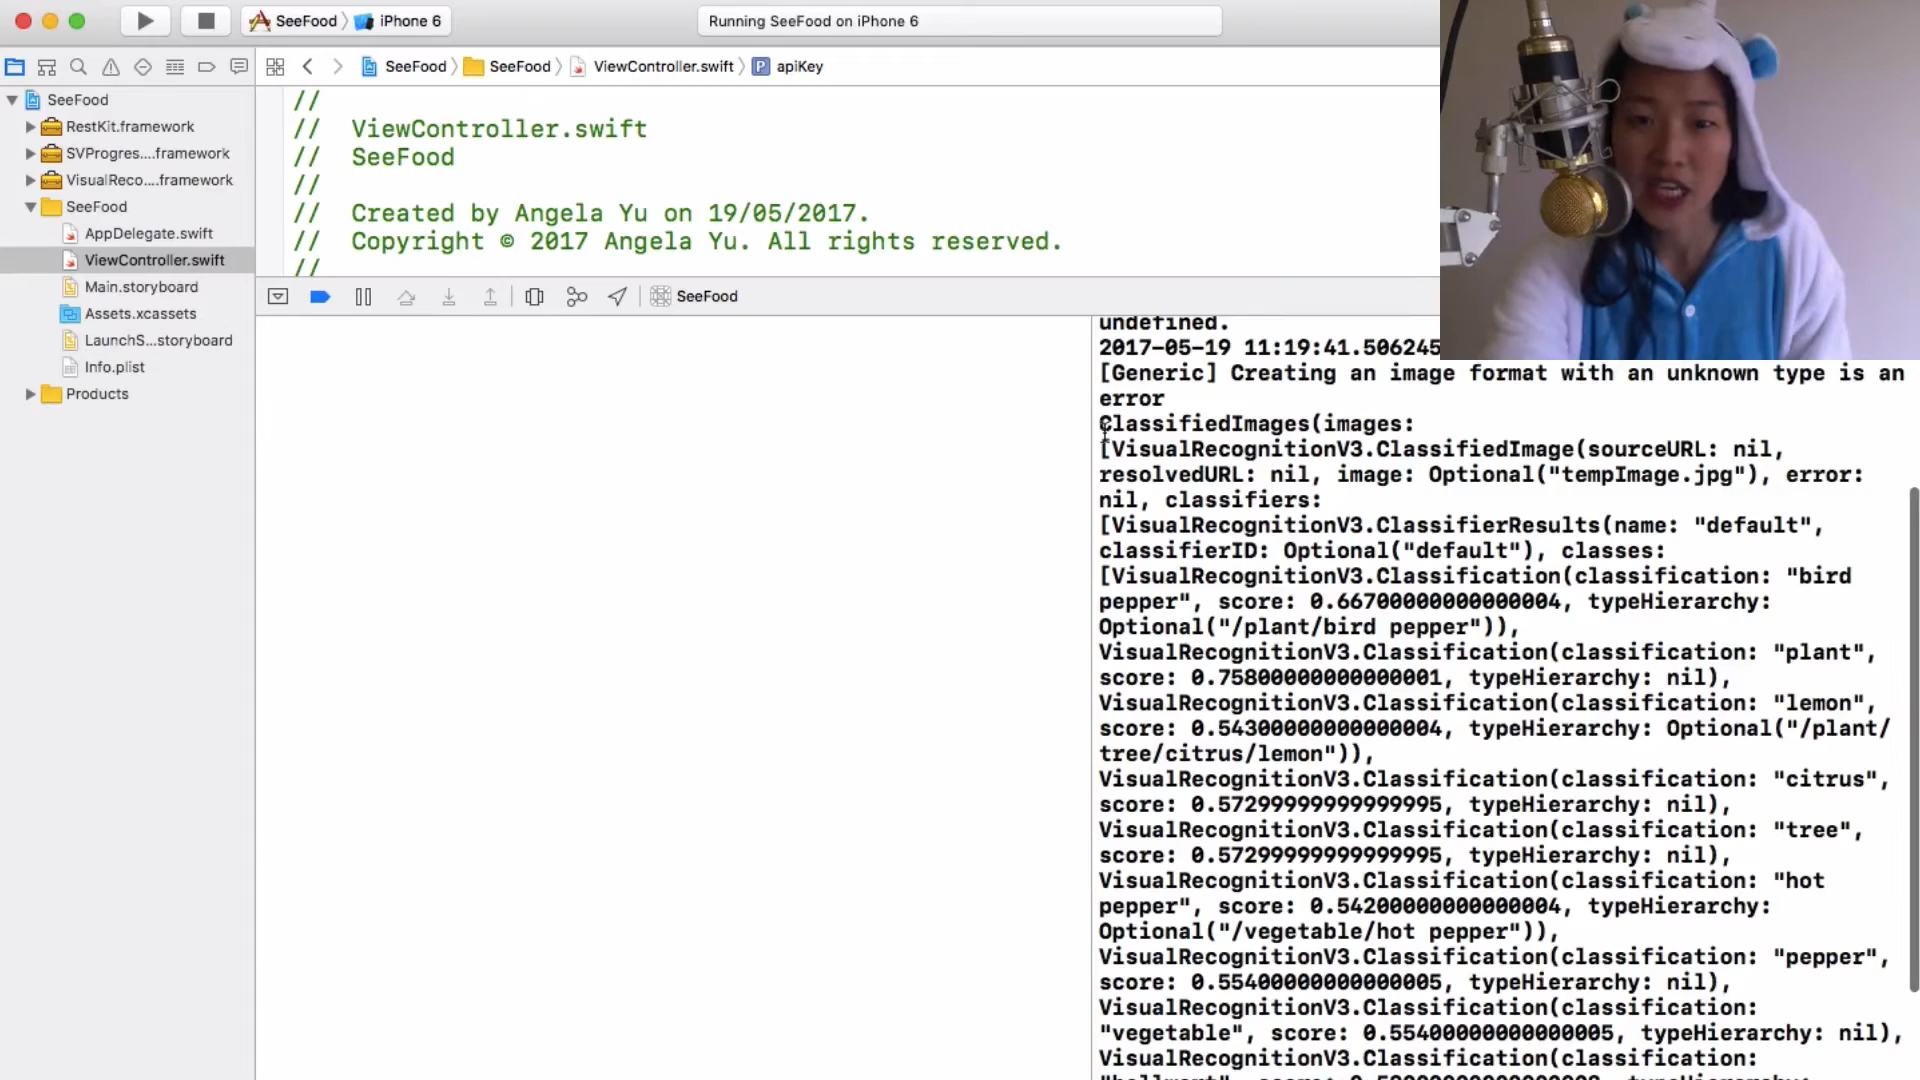 SeeFood
iPhone 6
Running SeeFood on iPhone 6
SeeFood
SeeFood
ViewController.swift
P
apiKey
SeeFood
RestKit.framework
SVProgres....framework
VisualReco....framework
SeeFood
AppDelegate.swift
ViewController.swift
Main.storyboard
Assets.xcassets
LaunchS...storyboard
Info.plist
Products
//
// ViewController.swift
// SeeFood
//
// Created by Angela Yu on 19/05/2017.
// Copyright © 2017 Angela Yu. All rights reserved.
//
SeeFood
undefined.
2017-05-19 11:19:41.506245
[Generic] Creating an image format with an unknown type is an
error
ClassifiedImages(images:
[VisualRecognitionV3.ClassifiedImage(sourceURL: nil,
resolvedURL: nil, image: Optional("tempImage.jpg"), error:
nil, classifiers:
[VisualRecognitionV3.ClassifierResults(name: "default",
classifierID: Optional("default"), classes:
[VisualRecognitionV3.Classification(classification: "bird
pepper", score: 0.66700000000000004, typeHierarchy:
Optional("/plant/bird pepper")),
VisualRecognitionV3.Classification(classification: "plant",
score: 0.75800000000000001, typeHierarchy: nil),
VisualRecognitionV3.Classification(classification: "lemon",
score: 0.54300000000000004, typeHierarchy: Optional("/plant/
tree/citrus/lemon")),
VisualRecognitionV3.Classification(classification: "citrus",
score: 0.57299999999999995, typeHierarchy: nil),
VisualRecognitionV3.Classification(classification: "tree",
score: 0.57299999999999995, typeHierarchy: nil),
VisualRecognitionV3.Classification(classification: "hot
pepper", score: 0.54200000000000004, typeHierarchy:
Optional("/vegetable/hot pepper")),
VisualRecognitionV3.Classification(classification: "pepper",
score: 0.55400000000000005, typeHierarchy: nil),
VisualRecognitionV3.Classification(classification:
"vegetable", score: 0.55400000000000005, typeHierarchy: nil),
VisualRecognitionV3.Classification(classification: